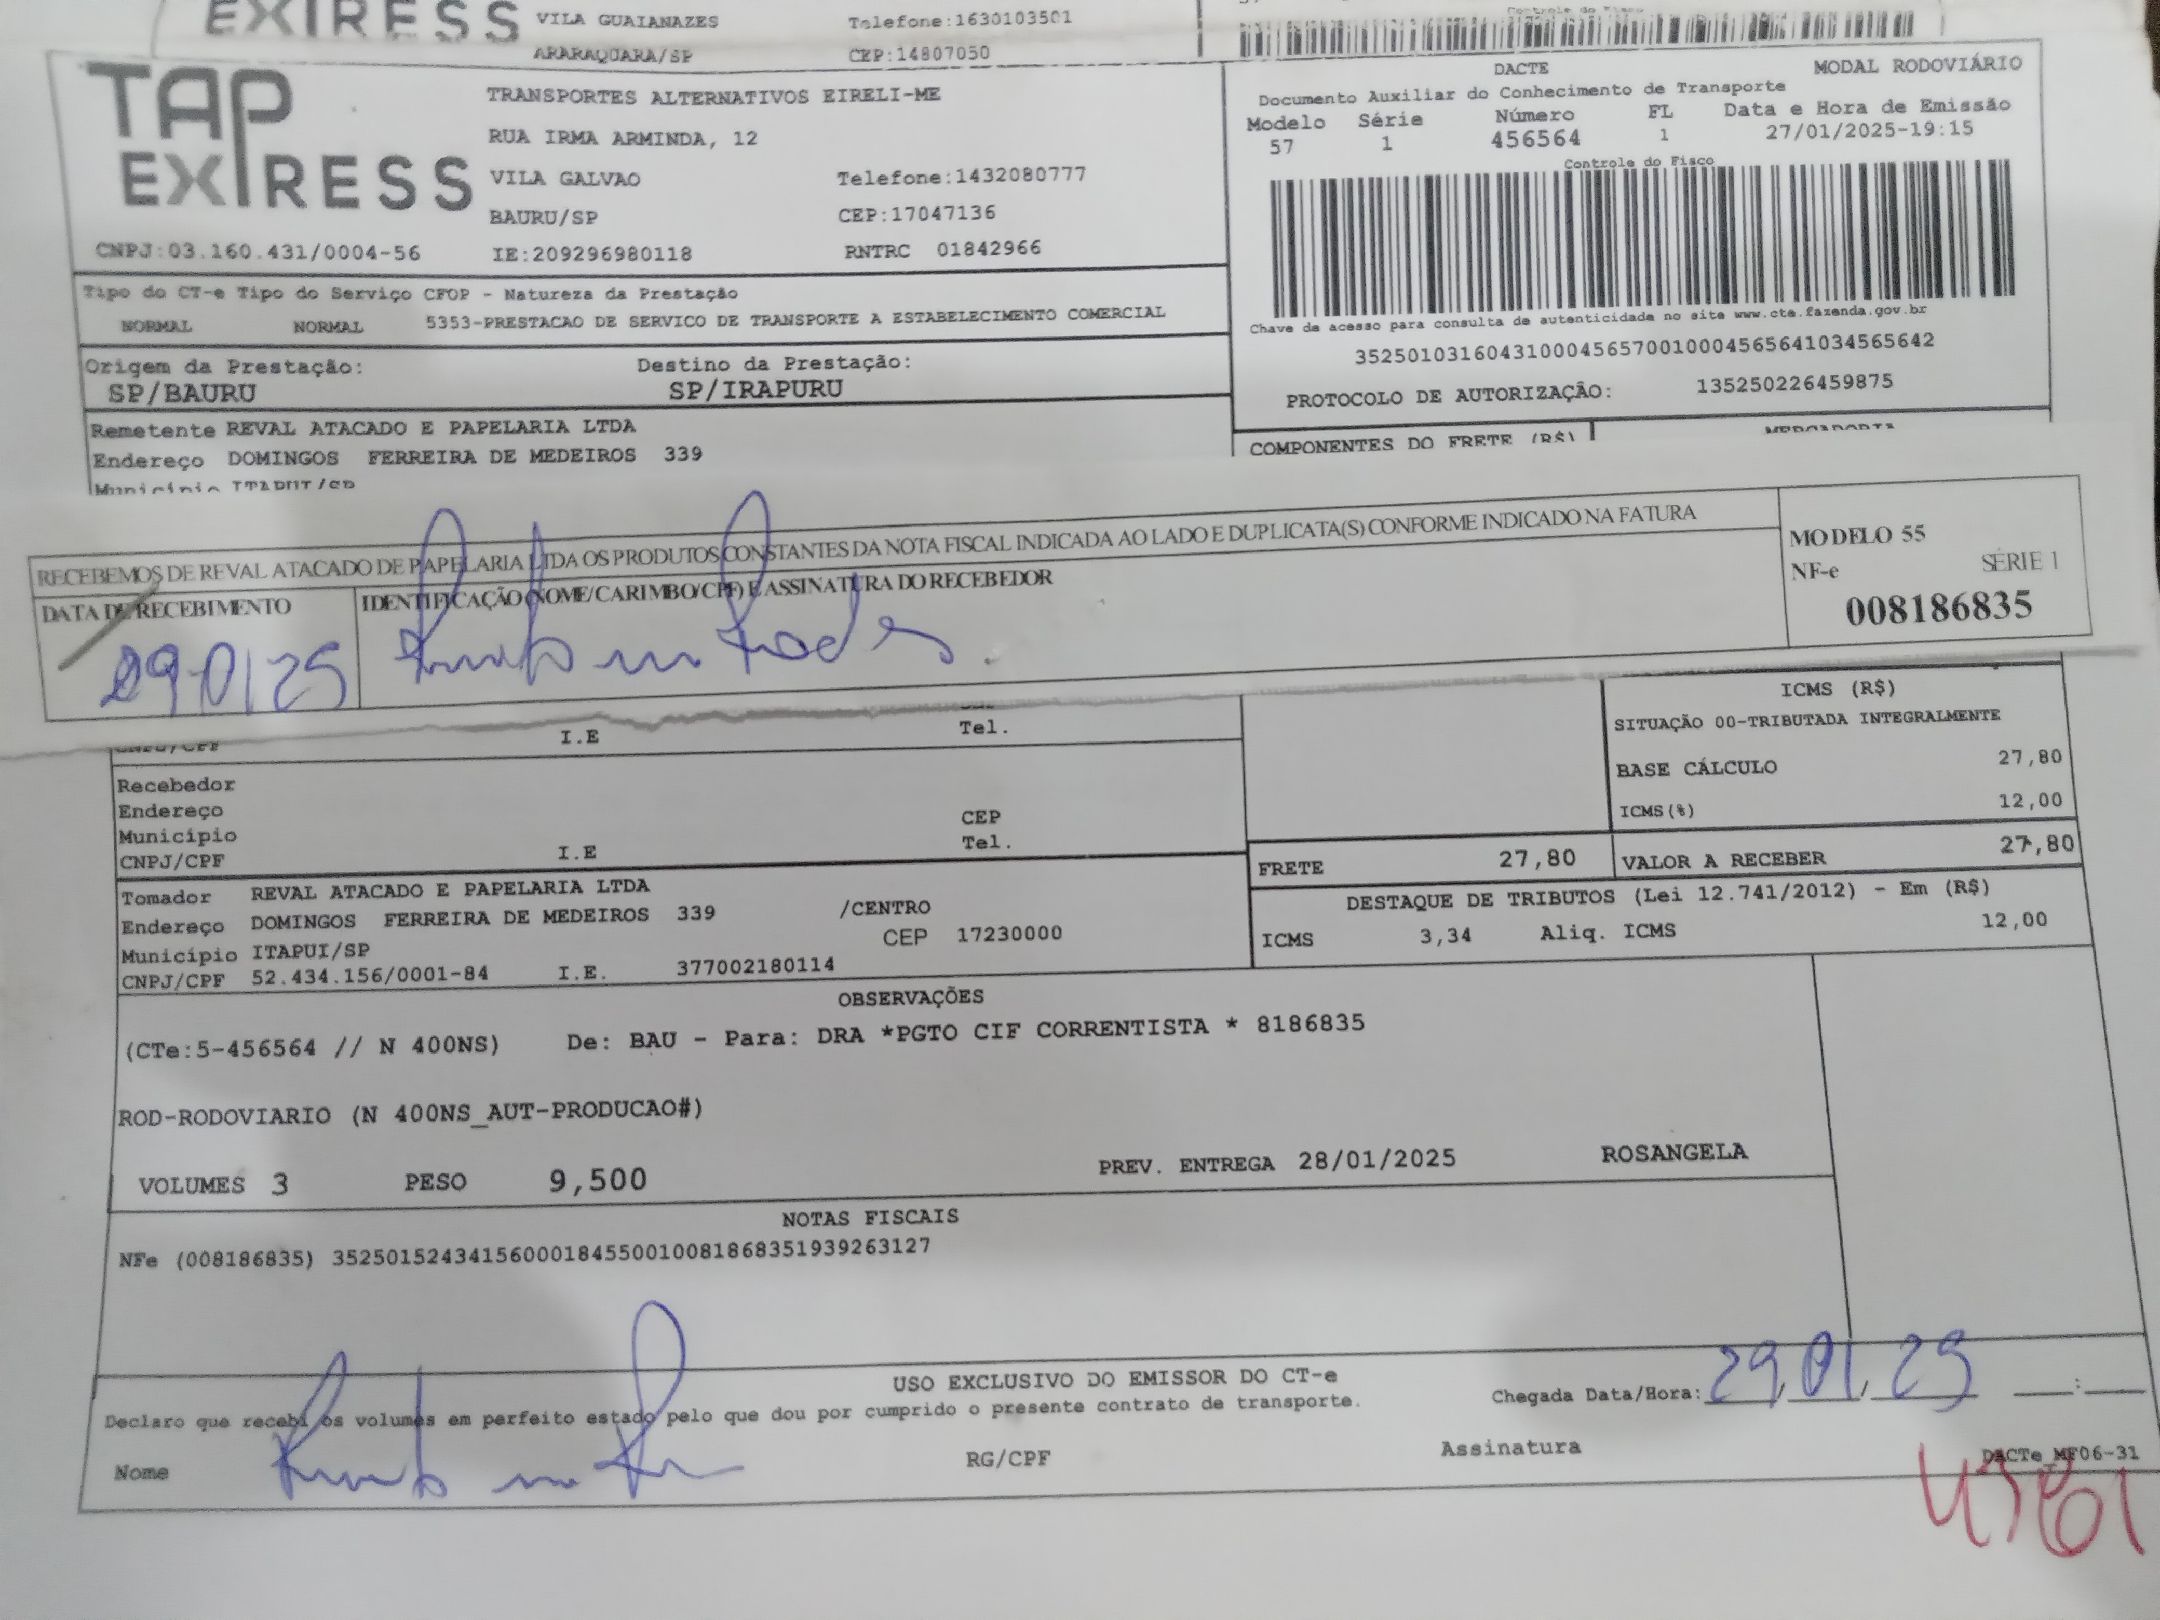 EXPRESS VILA GUAIANAZES Telefone:1630103501
ARARAQUARA/SP CEP:14807050
TAP EXPRESS
TRANSPORTES ALTERNATIVOS EIRELI-ME
RUA IRMA ARMINDA, 12
VILA GALVAO Telefone:1432080777
BAURU/SP CEP:17047136
CNPJ:03.160.431/0004-56 IE:209296980118 RNTRC 01842966
DACTE MODAL RODOVIÁRIO
Documento Auxiliar do Conhecimento de Transporte
Modelo Série Número FL Data e Hora de Emissão
57 1 456564 1 27/01/2025-19:15
Controle do Fisco
Chave de acesso para consulta de autenticidade no site www.cte.fazenda.gov.br
35250103160431000456570010004565641034565642
PROTOCOLO DE AUTORIZAÇÃO: 135250226459875
Tipo do CT-e Tipo do Serviço CFOP - Natureza da Prestação
NORMAL NORMAL 5353-PRESTACAO DE SERVICO DE TRANSPORTE A ESTABELECIMENTO COMERCIAL
Origem da Prestação: Destino da Prestação:
SP/BAURU SP/IRAPURU
Remetente REVAL ATACADO E PAPELARIA LTDA
Endereço DOMINGOS FERREIRA DE MEDEIROS 339
Município ITAPUI/SP
COMPONENTES DO FRETE (R$) MERCADORIA
RECEBEMOS DE REVAL ATACADO DE PAPELARIA LTDA OS PRODUTOS CONSTANTES DA NOTA FISCAL INDICADA AO LADO E DUPLICATA(S) CONFORME INDICADO NA FATURA
DATA DE RECEBIMENTO IDENTIFICAÇÃO (NOME/CARIMBO/CPF) E ASSINATURA DO RECEBEDOR
29 01 25
MODELO 55
NF-e SÉRIE 1
008186835
CNPJ/CPF I.E Tel.
Recebedor
Endereço CEP
Município Tel.
CNPJ/CPF I.E
ICMS (R$)
SITUAÇÃO 00-TRIBUTADA INTEGRALMENTE
BASE CÁLCULO 27,80
ICMS(%) 12,00
FRETE 27,80 VALOR A RECEBER 27,80
DESTAQUE DE TRIBUTOS (Lei 12.741/2012) - Em (R$)
ICMS 3,34 Aliq. ICMS 12,00
Tomador REVAL ATACADO E PAPELARIA LTDA
Endereço DOMINGOS FERREIRA DE MEDEIROS 339 /CENTRO
Município ITAPUI/SP CEP 17230000
CNPJ/CPF 52.434.156/0001-84 I.E. 377002180114
OBSERVAÇÕES
(CTe:5-456564 // N 400NS) De: BAU - Para: DRA *PGTO CIF CORRENTISTA * 8186835
ROD-RODOVIARIO (N 400NS_AUT-PRODUCAO#)
VOLUMES 3 PESO 9,500 PREV. ENTREGA 28/01/2025 ROSANGELA
NOTAS FISCAIS
NFe (008186835) 35250152434156000184550010081868351939263127
USO EXCLUSIVO DO EMISSOR DO CT-e
Declaro que recebi os volumes em perfeito estado pelo que dou por cumprido o presente contrato de transporte.
Chegada Data/Hora: 29 01 25
Nome RG/CPF Assinatura
DACTe_MF06-31